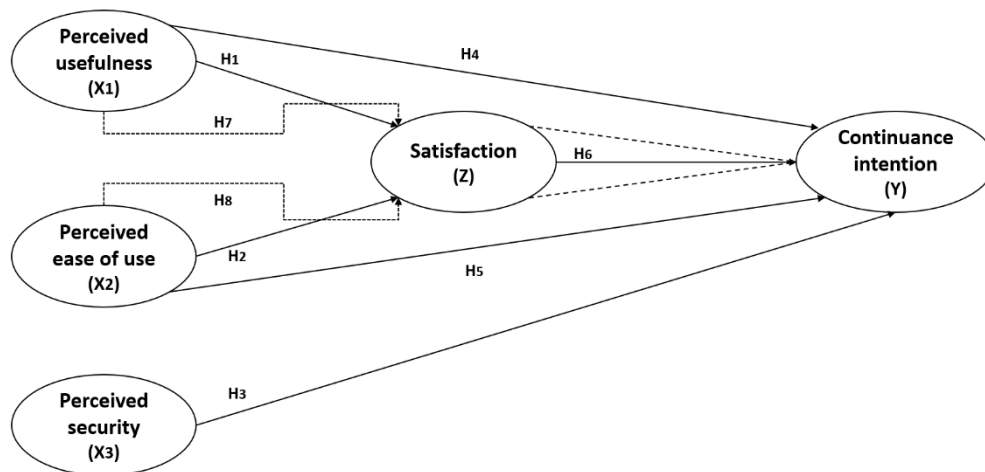 Perceived
usefulness
(X1)
H1
H4
H7
Satisfaction
(Z)
H6
Continuance
intention
(Y)
H8
Perceived
ease of use
(X2)
H2
H5
Perceived
security
(X3)
H3